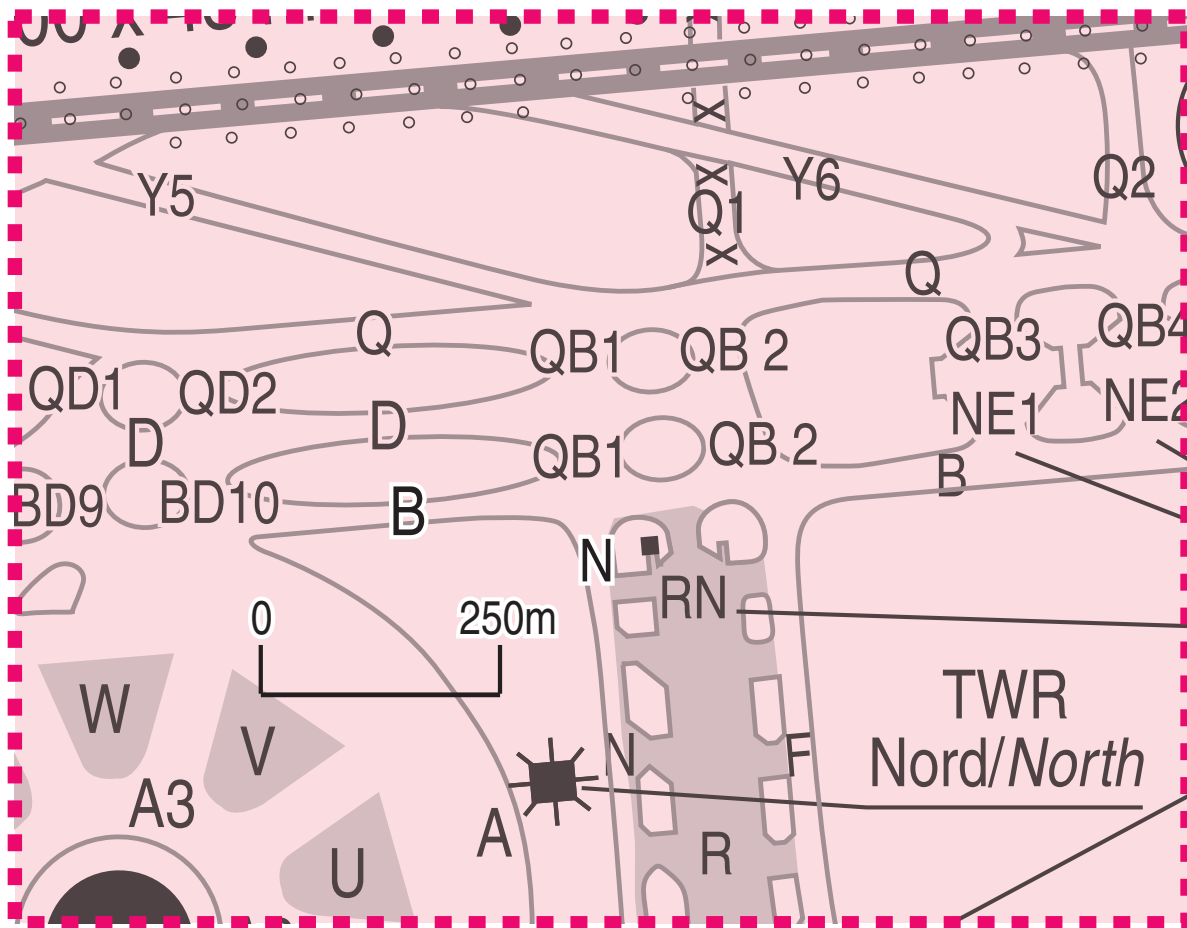 Y5
Y6
Q1
Q2
Q
Q
QB1
QB 2
QB3
QB4
QD1
QD2
D
D
NE1
NE2
QB1
QB 2
B
BD9
BD10
B
N
RN
0
250m
W
V
TWR
Nord/North
N
F
A3
A
R
U
X
X
X